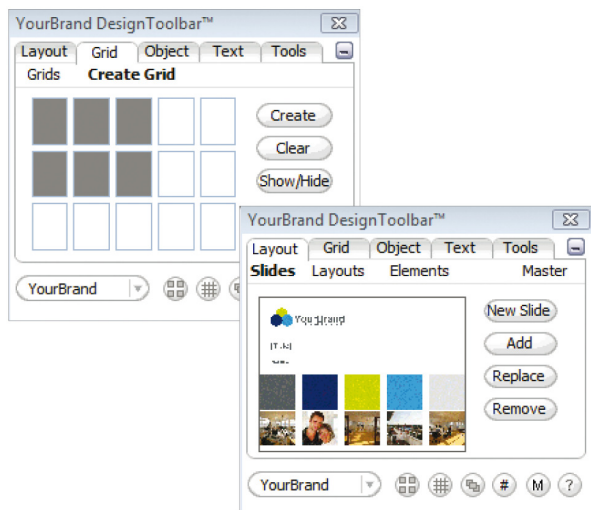 YourBrand DesignToolbar™
Layout Grid Object Text Tools
Grids Create Grid
Create
Clear
Show/Hide
YourBrand
YourBrand DesignToolbar™
Layout Grid Object Text Tools
Slides Layouts Elements Master
YourBrand
New Slide
Add
Replace
Remove
YourBrand # M ?